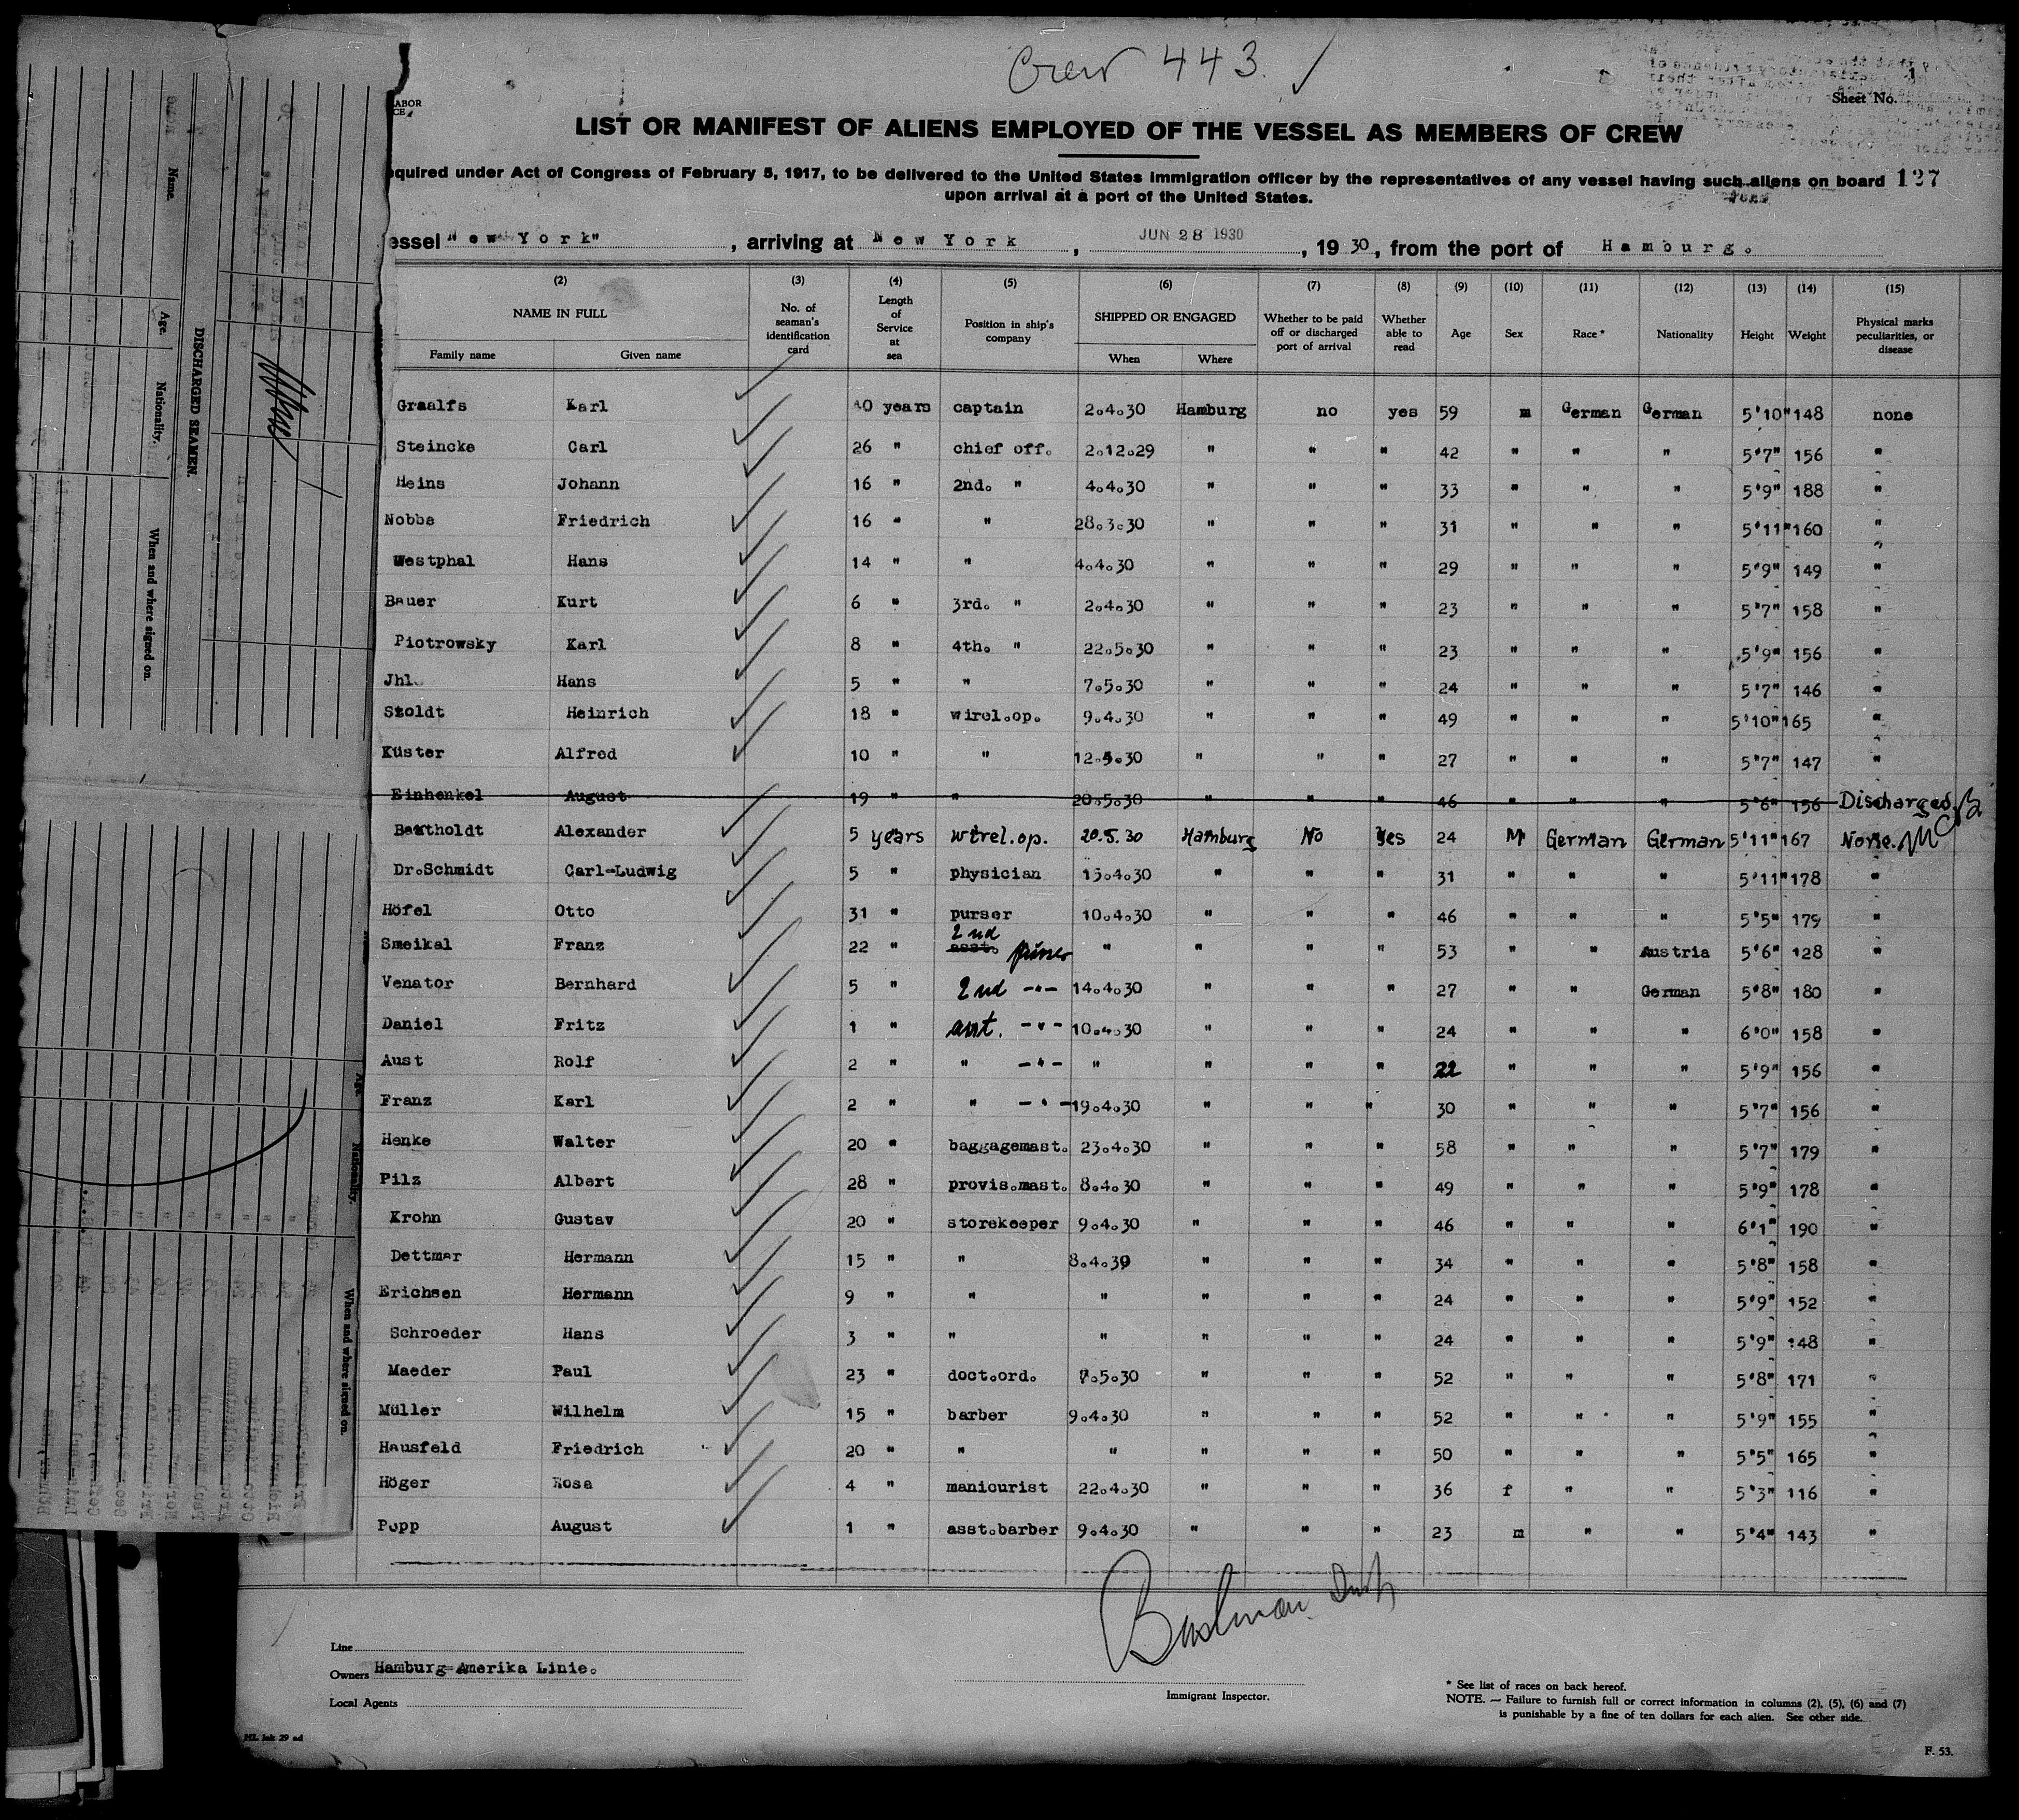 Crew 443.
LABOR
CE
Sheet No. 1
LIST OR MANIFEST OF ALIENS EMPLOYED OF THE VESSEL AS MEMBERS OF CREW
equired under Act of Congress of February 5, 1917, to be delivered to the United States immigration officer by the representatives of any vessel having such aliens on board 127
upon arrival at a port of the United States.
essel "New York", arriving at New York, JUN 28 1930, 1930, from the port of Hamburg.
(2) (3) (4) (5) (6) (7) (8) (9) (10) (11) (12) (13) (14) (15)
NAME IN FULL
Family name Given name
No. of seaman's identification card
Length of Service at sea
Position in ship's company
SHIPPED OR ENGAGED
When Where
Whether to be paid off or discharged port of arrival
Whether able to read
Age Sex Race * Nationality Height Weight
Physical marks peculiarities, or disease
Graalfs Karl 40 years captain 2.4.30 Hamburg no yes 59 m German German 5'10" 148 none
Steincke Carl 26 " chief off. 2.12.29 " " " 42 " " " 5'7" 156 "
Heins Johann 16 " 2nd. " 4.4.30 " " " 33 " " " 5'9" 188 "
Nobbe Friedrich 16 " " 28.3.30 " " " 31 " " " 5'11" 160 "
Westphal Hans 14 " " 4.4.30 " " " 29 " " " 5'9" 149 "
Bauer Kurt 6 " 3rd. " 2.4.30 " " " 23 " " " 5'7" 158 "
Piotrowsky Karl 8 " 4th. " 22.5.30 " " " 23 " " " 5'9" 156 "
Jhl Hans 5 " " 7.5.30 " " " 24 " " " 5'7" 146 "
Stoldt Heinrich 18 " wirel.op. 9.4.30 " " " 49 " " " 5'10" 165 "
Küster Alfred 10 " " 12.5.30 " " " 27 " " " 5'7" 147 "
Einhenkel August 19 " " 20.5.30 " " " 46 " " " 5'6" 156 Discharged.
Bartholdt Alexander 5 years wirel.op. 20.5.30 Hamburg No Yes 24 M German German 5'11" 167 None.
Dr.Schmidt Carl-Ludwig 5 " physician 15.4.30 " " " 31 " " " 5'11" 178 "
Höfel Otto 31 " purser 10.4.30 " " " 46 " " " 5'5" 179 "
Smeikal Franz 22 " asst. 2nd purser " " " " 53 " " Austria 5'6" 128 "
Venator Bernhard 5 " 2nd -"- 14.4.30 " " " 27 " " German 5'8" 180 "
Daniel Fritz 1 " asst. -"- 10.4.30 " " " 24 " " " 6'0" 158 "
Aust Rolf 2 " " -"- " " " " 22 " " " 5'9" 156 "
Franz Karl 2 " " -"- 19.4.30 " " " 30 " " " 5'7" 156 "
Henke Walter 20 " baggagemast. 23.4.30 " " " 58 " " " 5'7" 179 "
Pilz Albert 28 " provis.mast. 8.4.30 " " " 49 " " " 5'9" 178 "
Krohn Gustav 20 " storekeeper 9.4.30 " " " 46 " " " 6'1" 190 "
Dettmar Hermann 15 " " 8.4.30 " " " 34 " " " 5'8" 158 "
Erichsen Hermann 9 " " " " " " 24 " " " 5'9" 152 "
Schroeder Hans 3 " " " " " " 24 " " " 5'9" 148 "
Maeder Paul 23 " doct.ord. 7.5.30 " " " 52 " " " 5'8" 171 "
Müller Wilhelm 15 " barber 9.4.30 " " " 52 " " " 5'9" 155 "
Hausfeld Friedrich 20 " " " " " " 50 " " " 5'5" 165 "
Höger Rosa 4 " manicurist 22.4.30 " " " 36 f " " 5'3" 116 "
Popp August 1 " asst.barber 9.4.30 " " " 23 m " " 5'4" 143 "
Line
Owners Hamburg-Amerika Linie.
Local Agents
Immigrant Inspector.
* See list of races on back hereof.
NOTE. — Failure to furnish full or correct information in columns (2), (5), (6) and (7)
is punishable by a fine of ten dollars for each alien. See other side.
F. 53.
DISCHARGED SEAMEN.
Name. Age. Nationality. When and where signed on.
Age. Nationality. When and where signed on.